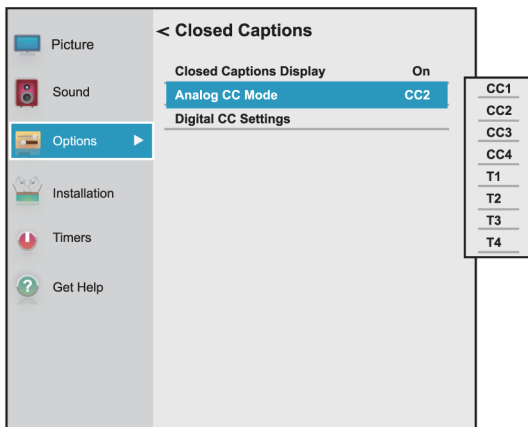 Picture
Sound
Options
Installation
Timers
Get Help
< Closed Captions
Closed Captions Display On
Analog CC Mode CC2
Digital CC Settings
CC1
CC2
CC3
CC4
T1
T2
T3
T4